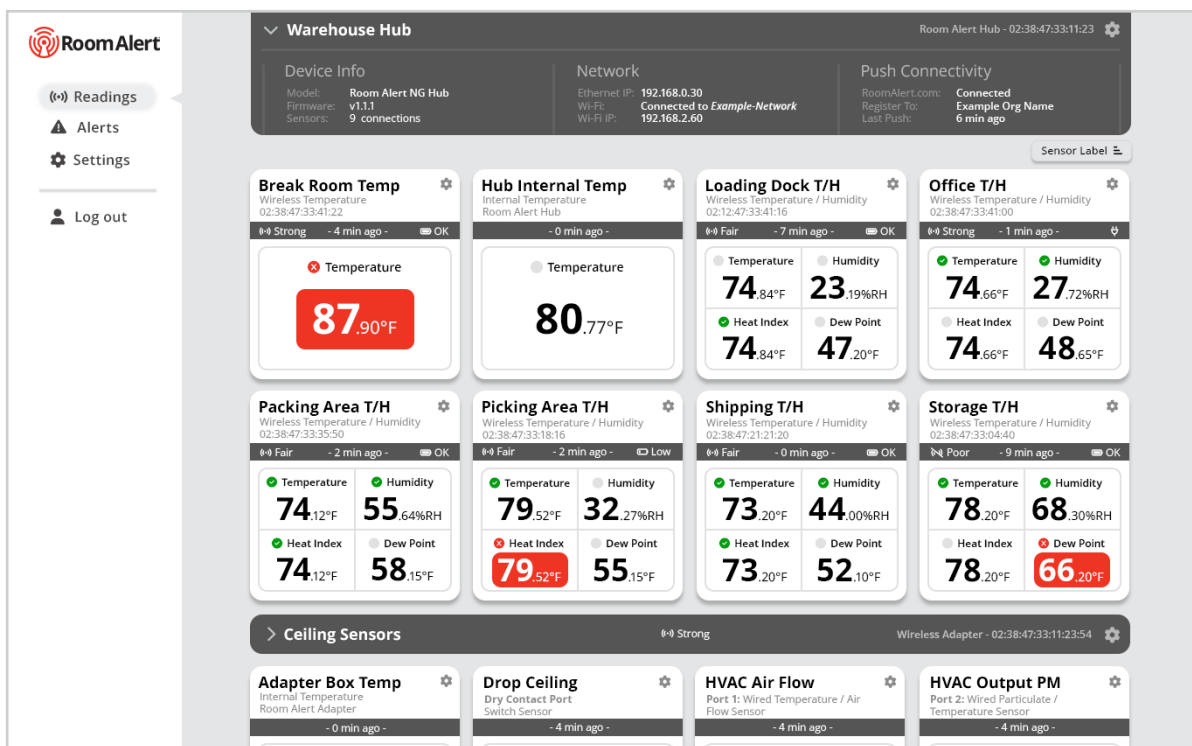 RoomAlert
Readings
Alerts
Settings
Log out
Warehouse Hub
Room Alert Hub - 02:38:47:33:11:23
Device Info
Model: Room Alert NG Hub
Firmware: v1.1.1
Sensors: 9 connections
Network
Ethernet IP: 192.168.0.30
Wi-Fi: Connected to Example-Network
Wi-Fi IP: 192.168.2.60
Push Connectivity
RoomAlert.com: Connected
Register To: Example Org Name
Last Push: 6 min ago
Sensor Label
Break Room Temp
Wireless Temperature
02:38:47:33:41:22
Strong - 4 min ago - OK
Temperature
87.90°F
Hub Internal Temp
Internal Temperature
Room Alert Hub
- 0 min ago -
Temperature
80.77°F
Loading Dock T/H
Wireless Temperature / Humidity
02:12:47:33:41:16
Fair - 7 min ago - OK
Temperature Humidity
74.84°F 23.19%RH
Heat Index Dew Point
74.84°F 47.20°F
Office T/H
Wireless Temperature / Humidity
02:38:47:33:41:00
Strong - 1 min ago -
Temperature Humidity
74.66°F 27.72%RH
Heat Index Dew Point
74.66°F 48.65°F
Packing Area T/H
Wireless Temperature / Humidity
02:38:47:33:35:50
Fair - 2 min ago - OK
Temperature Humidity
74.12°F 55.64%RH
Heat Index Dew Point
74.12°F 58.15°F
Picking Area T/H
Wireless Temperature / Humidity
02:38:47:33:18:16
Fair - 2 min ago - Low
Temperature Humidity
79.52°F 32.27%RH
Heat Index Dew Point
79.52°F 55.15°F
Shipping T/H
Wireless Temperature / Humidity
02:38:47:21:21:20
Fair - 0 min ago - OK
Temperature Humidity
73.20°F 44.00%RH
Heat Index Dew Point
73.20°F 52.10°F
Storage T/H
Wireless Temperature / Humidity
02:38:47:33:04:40
Poor - 9 min ago - OK
Temperature Humidity
78.20°F 68.30%RH
Heat Index Dew Point
78.20°F 66.20°F
Ceiling Sensors
Strong
Wireless Adapter - 02:38:47:33:11:23:54
Adapter Box Temp
Internal Temperature
Room Alert Adapter
- 0 min ago -
Drop Ceiling
Dry Contact Port
Switch Sensor
- 4 min ago -
HVAC Air Flow
Port 1: Wired Temperature / Air
Flow Sensor
- 4 min ago -
HVAC Output PM
Port 2: Wired Particulate /
Temperature Sensor
- 4 min ago -